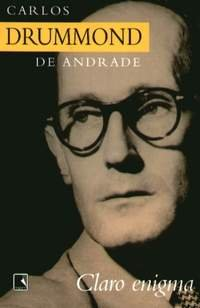 CARLOS
DRUMMOND
DE ANDRADE
Claro enigma